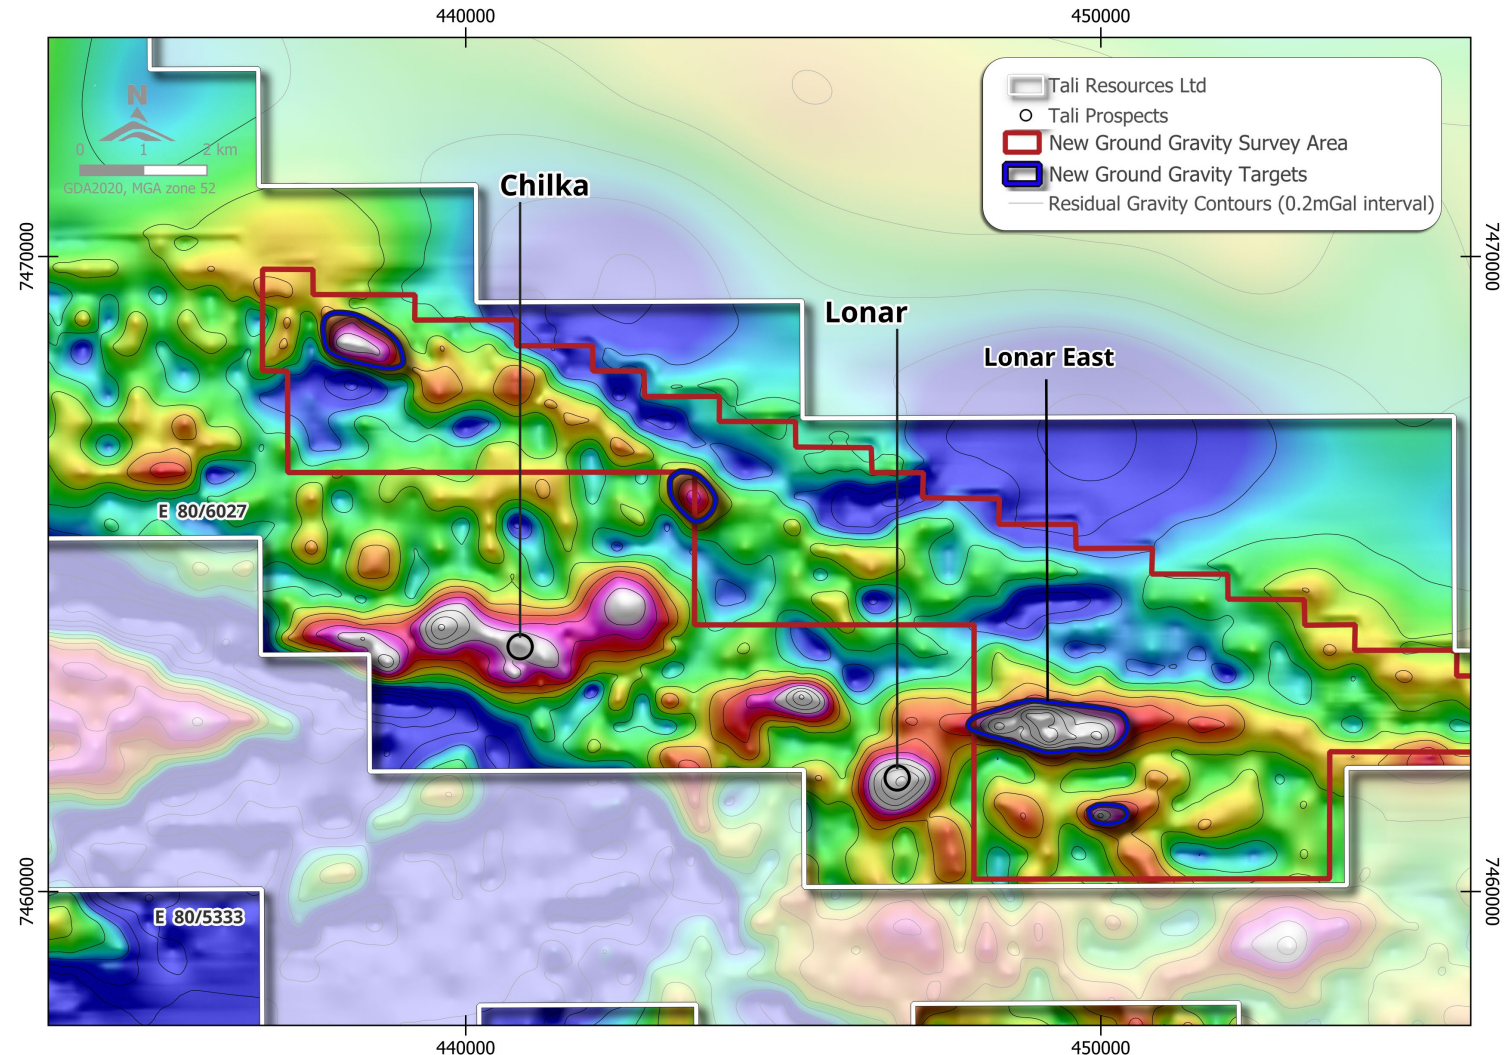 440000
450000
Tali Resources Ltd
Tali Prospects
New Ground Gravity Survey Area
New Ground Gravity Targets
Residual Gravity Contours (0.2mGal interval)
N
0 1 2 km
GDA2020, MGA zone 52
Chilka
7470000
7470000
Lonar
Lonar East
E 80/6027
7460000
7460000
E 80/5333
440000
450000